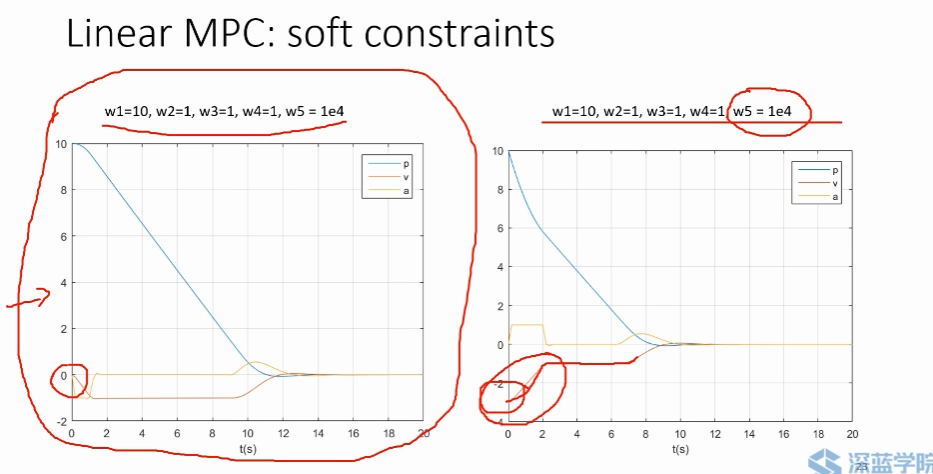 Linear MPC: soft constraints
w1=10, w2=1, w3=1, w4=1, w5 = 1e4
10
8
6
4
2
0
-2
0 2 4 6 8 10 12 14 16 18 20
t(s)
p
v
a
w1=10, w2=1, w3=1, w4=1 w5 = 1e4
10
8
6
4
2
0
-2
0 2 4 6 8 10 12 14 16 18 20
t(s)
p
v
a
深蓝学院